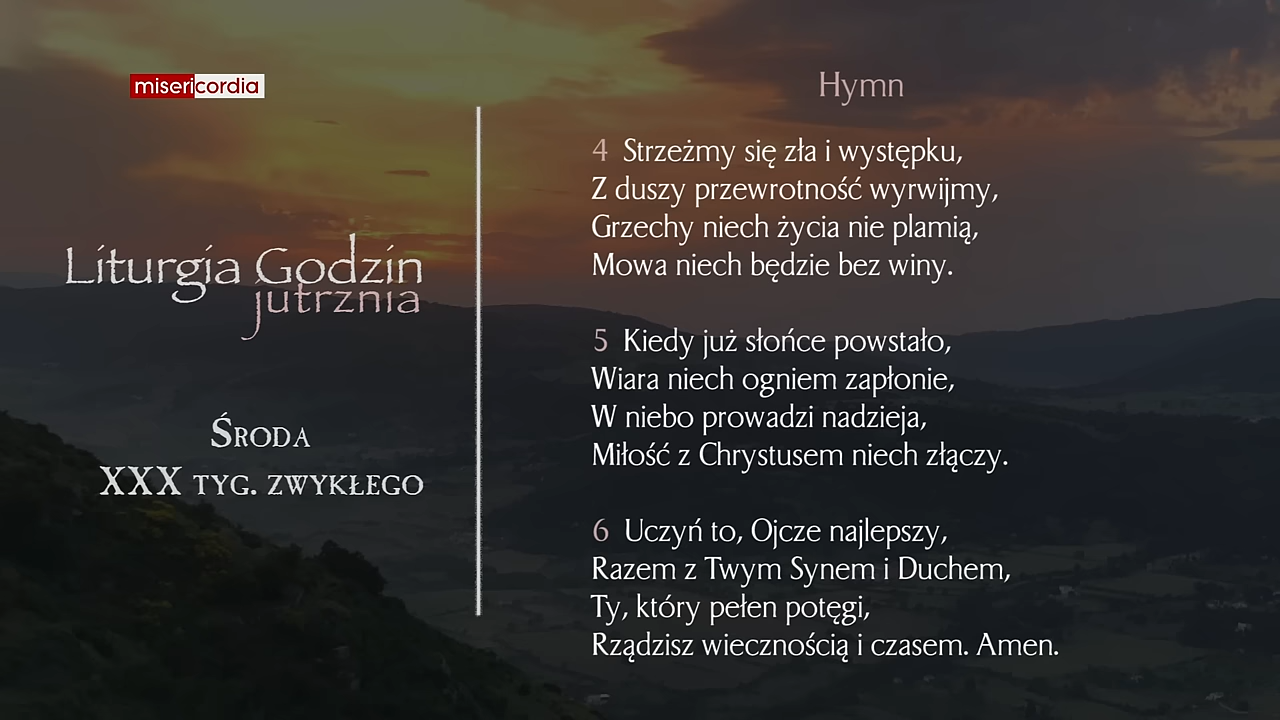 misericordia
Liturgia Godzin
jutrznia
Środa
XXX tyg. zwykłego
Hymn
4 Strzeżmy się zła i występku,
Z duszy przewrotność wyrwijmy,
Grzechy niech życia nie plamią,
Mowa niech będzie bez winy.
5 Kiedy już słońce powstało,
Wiara niech ogniem zapłonie,
W niebo prowadzi nadzieja,
Miłość z Chrystusem niech złączy.
6 Uczyń to, Ojcze najlepszy,
Razem z Twym Synem i Duchem,
Ty, który pełen potęgi,
Rządzisz wiecznością i czasem. Amen.